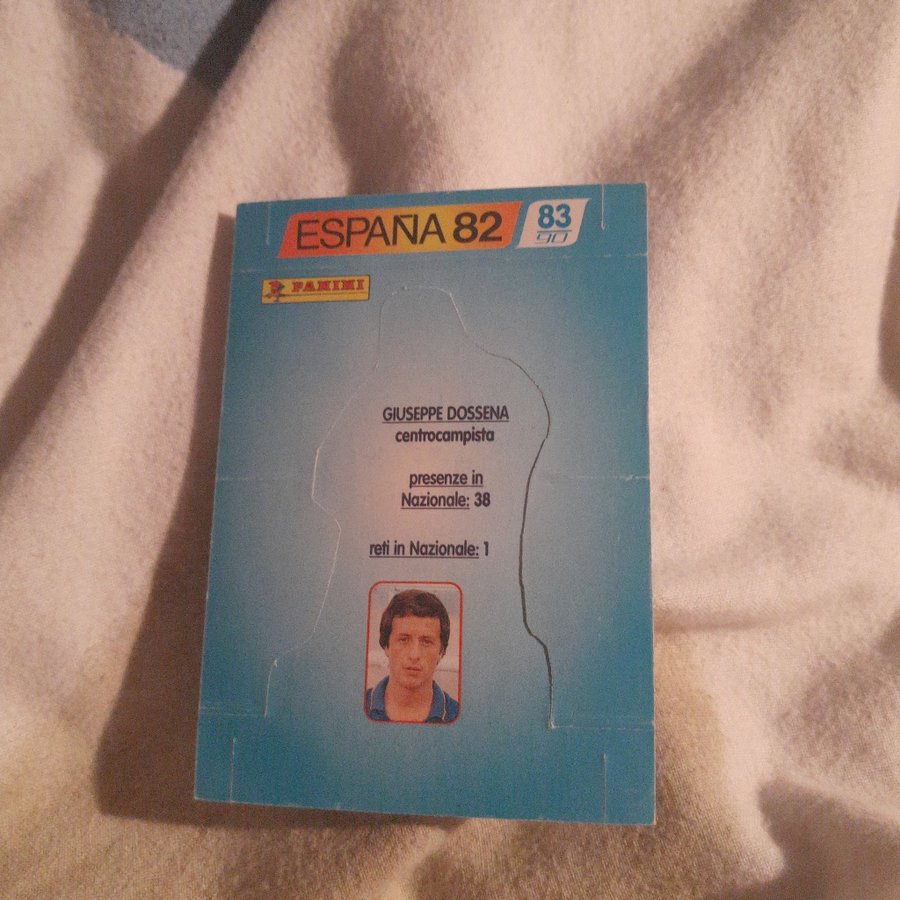 ESPAÑA 82
83
90
PANINI
GIUSEPPE DOSSENA
centrocampista
presenze in
Nazionale: 38
reti in Nazionale: 1